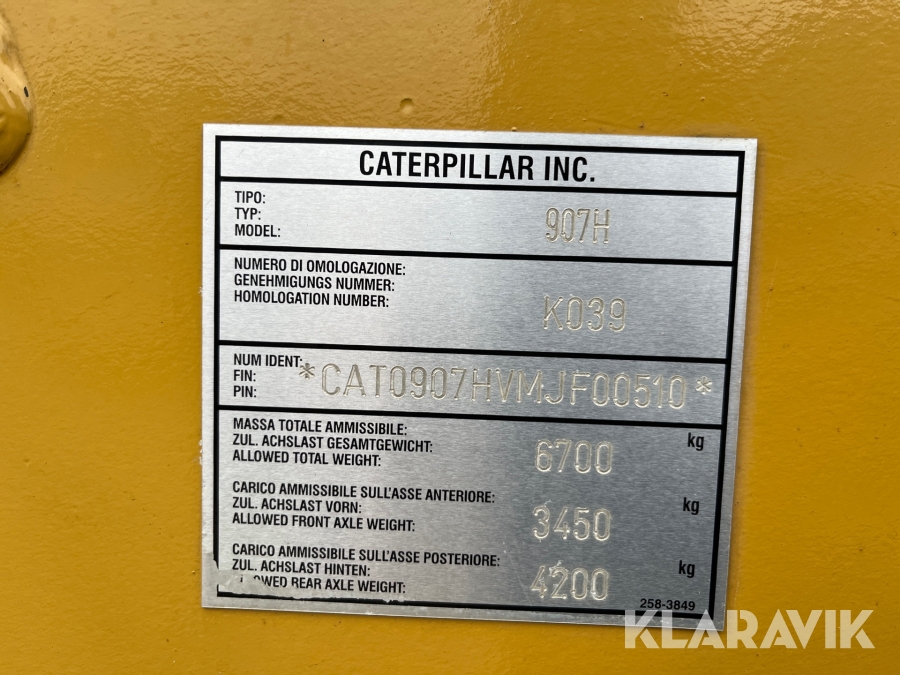 CATERPILLAR INC.
TIPO:
TYP:
MODEL:
907H
NUMERO DI OMOLOGAZIONE:
GENEHMIGUNGS NUMMER:
HOMOLOGATION NUMBER:
K039
NUM IDENT:
FIN:
PIN:
*CAT0907HVMJF00510*
MASSA TOTALE AMMISSIBILE:
ZUL. ACHSLAST GESAMTGEWICHT:
ALLOWED TOTAL WEIGHT:
6700 kg
CARICO AMMISSIBILE SULL'ASSE ANTERIORE:
ZUL. ACHSLAST VORN:
ALLOWED FRONT AXLE WEIGHT:
3450 kg
CARICO AMMISSIBILE SULL'ASSE POSTERIORE:
ZUL. ACHSLAST HINTEN:
REAR AXLE WEIGHT:
4200 kg
258-3849
KLARAVIK